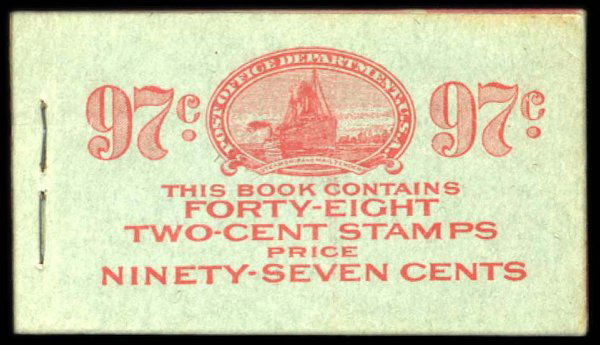 97¢
POST OFFICE DEPARTMENT, U.S.A.
97¢
STEAMSHIP AND MAIL TENDER
THIS BOOK CONTAINS
FORTY-EIGHT
TWO-CENT STAMPS
PRICE
NINETY-SEVEN CENTS